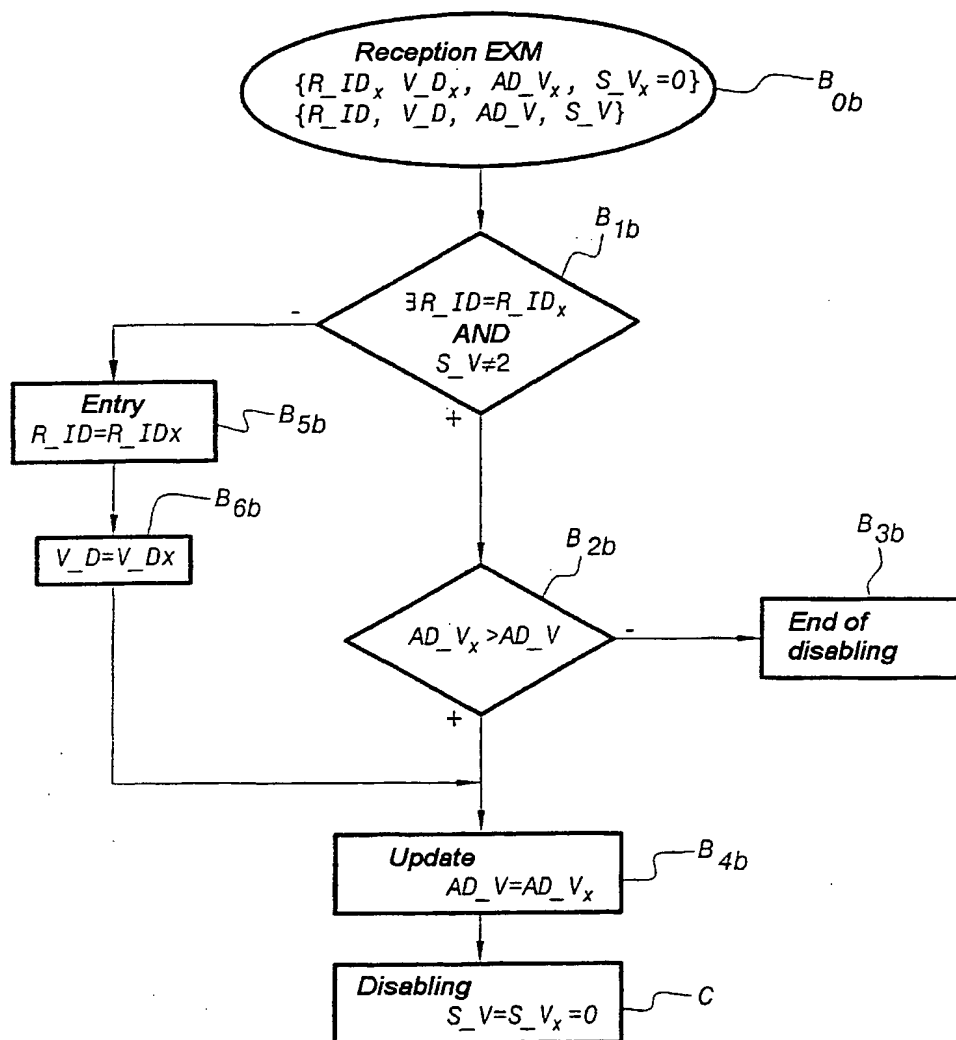 Reception EXM
{R_IDx V_Dx, AD_Vx, S_Vx=0}
{R_ID, V_D, AD_V, S_V}
B0b
B1b
∃R_ID=R_IDx
AND
S_V≠2
-
+
Entry
R_ID=R_IDx
B5b
B6b
V_D=V_Dx
B2b
AD_Vx>AD_V
-
+
B3b
End of
disabling
Update
AD_V=AD_Vx
B4b
Disabling
S_V=S_Vx=0
C